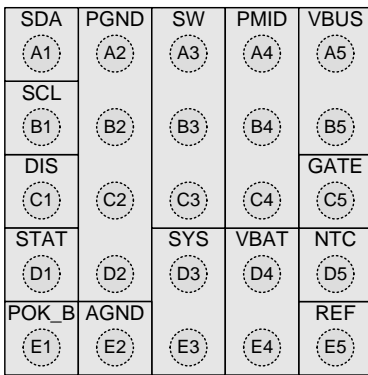 SDA PGND SW PMID VBUS
A1 A2 A3 A4 A5
SCL
B1 B2 B3 B4 B5
DIS GATE
C1 C2 C3 C4 C5
STAT SYS VBAT NTC
D1 D2 D3 D4 D5
POK_B AGND REF
E1 E2 E3 E4 E5